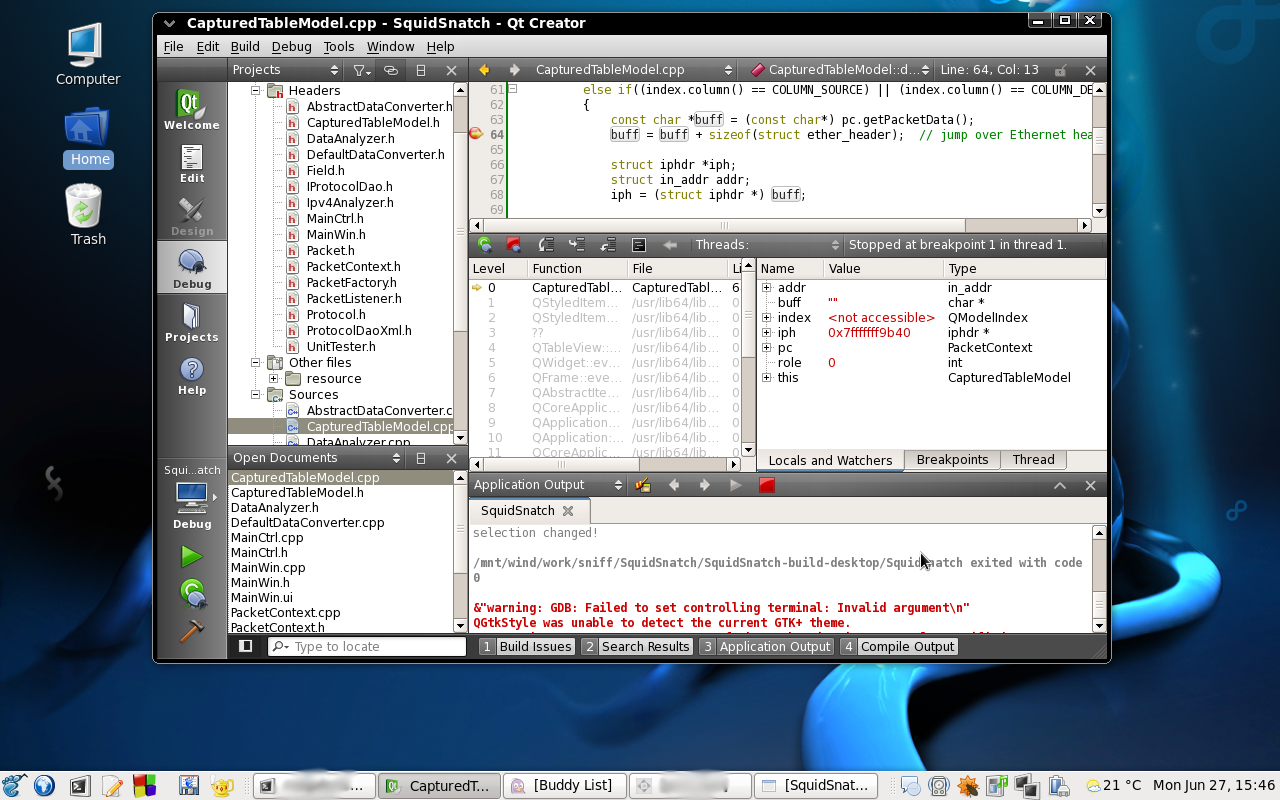 Computer
Home
Trash
CapturedTableModel.cpp - SquidSnatch - Qt Creator
File Edit Build Debug Tools Window Help
Welcome
Edit
Design
Debug
Projects
Help
Squi...atch
Debug
Projects
Headers
AbstractDataConverter.h
CapturedTableModel.h
DataAnalyzer.h
DefaultDataConverter.h
Field.h
IProtocolDao.h
Ipv4Analyzer.h
MainCtrl.h
MainWin.h
Packet.h
PacketContext.h
PacketFactory.h
PacketListener.h
Protocol.h
ProtocolDaoXml.h
UnitTester.h
Other files
resource
Sources
AbstractDataConverter.c
CapturedTableModel.cpp
DataAnalyzer.cpp
Open Documents
CapturedTableModel.cpp
CapturedTableModel.h
DataAnalyzer.h
DefaultDataConverter.cpp
MainCtrl.cpp
MainCtrl.h
MainWin.cpp
MainWin.h
MainWin.ui
PacketContext.cpp
PacketContext.h
CapturedTableModel.cpp CapturedTableModel::d... Line: 64, Col: 13
61 else if((index.column() == COLUMN_SOURCE) || (index.column() == COLUMN_DE
62 {
63 const char *buff = (const char*) pc.getPacketData();
64 buff = buff + sizeof(struct ether_header); // jump over Ethernet hea
65
66 struct iphdr *iph;
67 struct in_addr addr;
68 iph = (struct iphdr *) buff;
69
Threads: Stopped at breakpoint 1 in thread 1.
Level Function File Li
0 CapturedTabl... CapturedTabl... 6
1 QStyledItem... /usr/lib64/lib... 0
2 QStyledItem... /usr/lib64/lib... 0
3 ?? /usr/lib64/lib... 0
4 QTableView::... /usr/lib64/lib... 0
5 QWidget::ev... /usr/lib64/lib... 0
6 QFrame::eve... /usr/lib64/lib... 0
7 QAbstractIte... /usr/lib64/lib... 0
8 QCoreApplic... /usr/lib64/lib... 0
9 QApplication... /usr/lib64/lib... 0
10 QApplication:... /usr/lib64/lib... 0
11 QCoreApplic... /usr/lib64/lib... 0
Name Value Type
addr in_addr
buff "" char *
index <not accessible> QModelIndex
iph 0x7fffffff9b40 iphdr *
pc PacketContext
role 0 int
this CapturedTableModel
Locals and Watchers Breakpoints Thread
Application Output
SquidSnatch
selection changed!
/mnt/wind/work/sniff/SquidSnatch/SquidSnatch-build-desktop/SquidSnatch exited with code
0
&"warning: GDB: Failed to set controlling terminal: Invalid argument\n"
QGtkStyle was unable to detect the current GTK+ theme.
Type to locate
1 Build Issues 2 Search Results 3 Application Output 4 Compile Output
... CapturedT... [Buddy List] [SquidSnat... 21 °C Mon Jun 27, 15:46